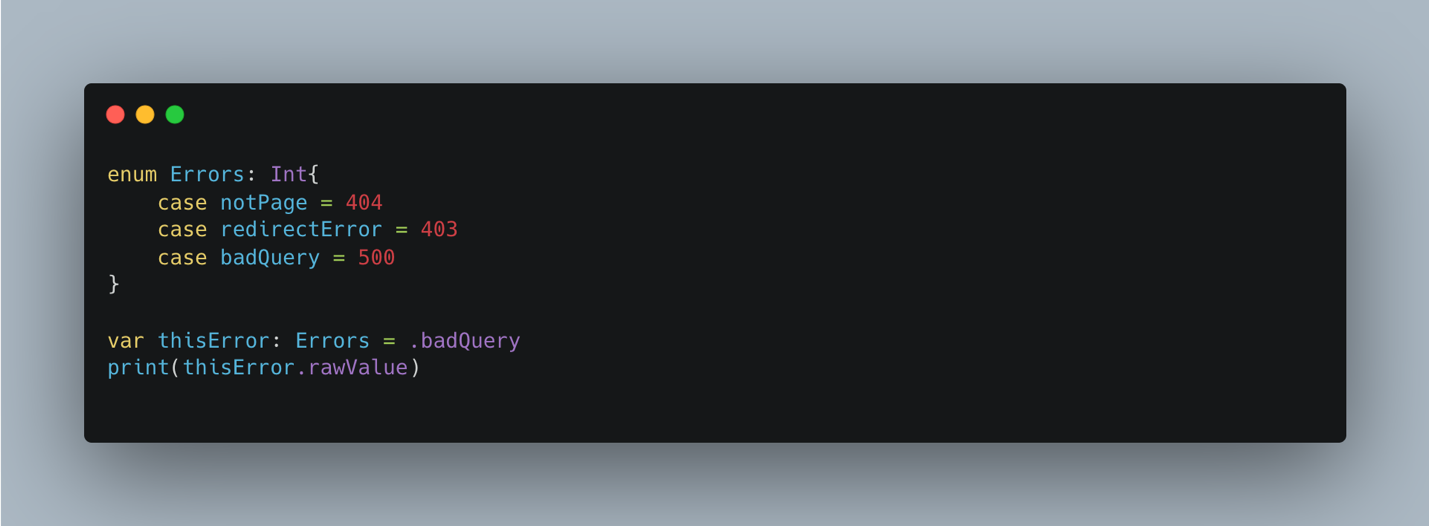 enum Errors: Int{
    case notPage = 404
    case redirectError = 403
    case badQuery = 500
}

var thisError: Errors = .badQuery
print(thisError.rawValue)